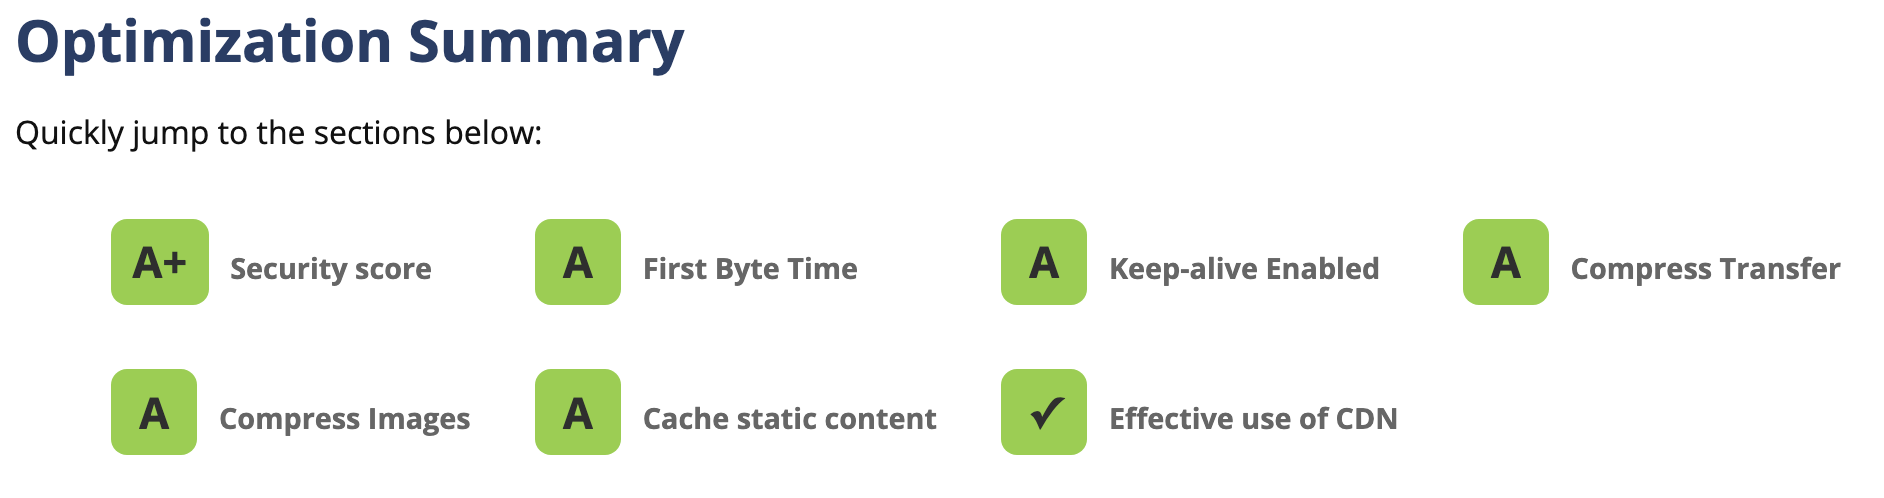 Optimization Summary
Quickly jump to the sections below:
A+ Security score A First Byte Time A Keep-alive Enabled A Compress Transfer
A Compress Images A Cache static content ✓ Effective use of CDN